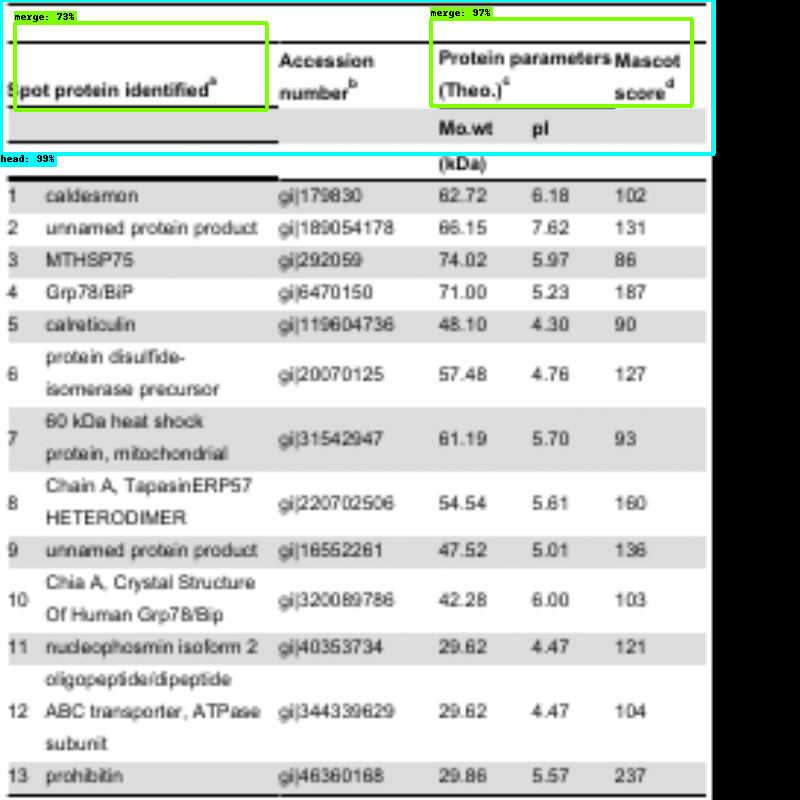 merge: 73%
merge: 97%
Spot protein identifiedᵃ Accession numberᵇ Protein parameters (Theo.)ᶜ Mascot scoreᵈ
head: 99%
Mo.wt (kDa) pI
1 caldesmon gi|179830 62.72 6.18 102
2 unnamed protein product gi|189054178 66.15 7.62 131
3 MTHSP75 gi|292059 74.02 5.97 86
4 Grp78/BiP gi|6470150 71.00 5.23 187
5 calreticulin gi|119604736 48.10 4.30 90
6 protein disulfide-
isomerase precursor gi|20070125 57.48 4.76 127
7 60 kDa heat shock
protein, mitochondrial gi|31542947 61.19 5.70 93
8 Chain A, TapasinERP57
HETERODIMER gi|220702506 54.54 5.61 160
9 unnamed protein product gi|16552261 47.52 5.01 136
10 Chia A, Crystal Structure
Of Human Grp78/Bip gi|320089786 42.28 6.00 103
11 nucleophosmin isoform 2 gi|40353734 29.62 4.47 121
12 oligopeptide/dipeptide
ABC transporter, ATPase
subunit gi|344339629 29.62 4.47 104
13 prohibitin gi|46360168 29.86 5.57 237